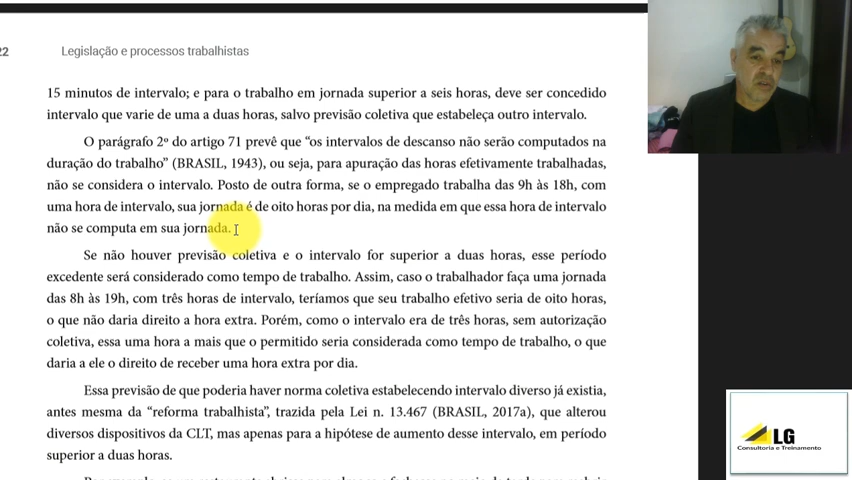 22 Legislação e processos trabalhistas
15 minutos de intervalo; e para o trabalho em jornada superior a seis horas, deve ser concedido
intervalo que varie de uma a duas horas, salvo previsão coletiva que estabeleça outro intervalo.
O parágrafo 2º do artigo 71 prevê que “os intervalos de descanso não serão computados na
duração do trabalho” (BRASIL, 1943), ou seja, para apuração das horas efetivamente trabalhadas,
não se considera o intervalo. Posto de outra forma, se o empregado trabalha das 9h às 18h, com
uma hora de intervalo, sua jornada é de oito horas por dia, na medida em que essa hora de intervalo
não se computa em sua jornada.
Se não houver previsão coletiva e o intervalo for superior a duas horas, esse período
excedente será considerado como tempo de trabalho. Assim, caso o trabalhador faça uma jornada
das 8h às 19h, com três horas de intervalo, teríamos que seu trabalho efetivo seria de oito horas,
o que não daria direito a hora extra. Porém, como o intervalo era de três horas, sem autorização
coletiva, essa uma hora a mais que o permitido seria considerada como tempo de trabalho, o que
daria a ele o direito de receber uma hora extra por dia.
Essa previsão de que poderia haver norma coletiva estabelecendo intervalo diverso já existia,
antes mesma da “reforma trabalhista”, trazida pela Lei n. 13.467 (BRASIL, 2017a), que alterou
diversos dispositivos da CLT, mas apenas para a hipótese de aumento desse intervalo, em período
superior a duas horas.
LG
Consultoria e Treinamento